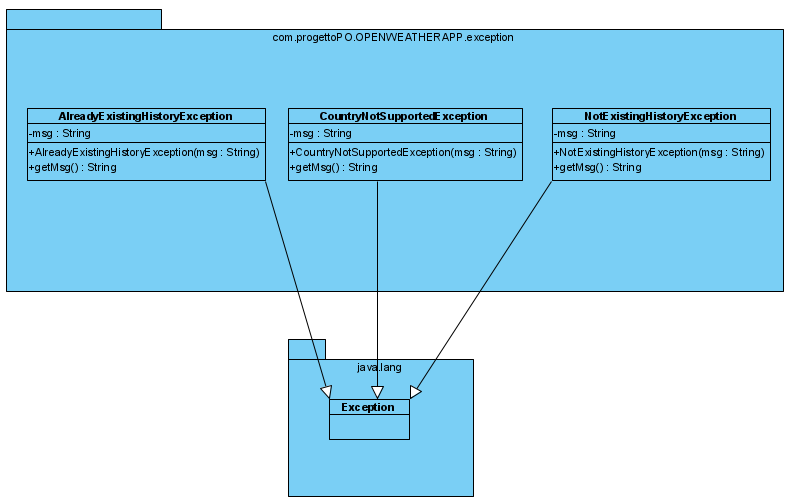 com.progettoPO.OPENWEATHERAPP.exception
AlreadyExistingHistoryException
-msg : String
+AlreadyExistingHistoryException(msg : String)
+getMsg() : String
CountryNotSupportedException
-msg : String
+CountryNotSupportedException(msg : String)
+getMsg() : String
NotExistingHistoryException
-msg : String
+NotExistingHistoryException(msg : String)
+getMsg() : String
java.lang
Exception